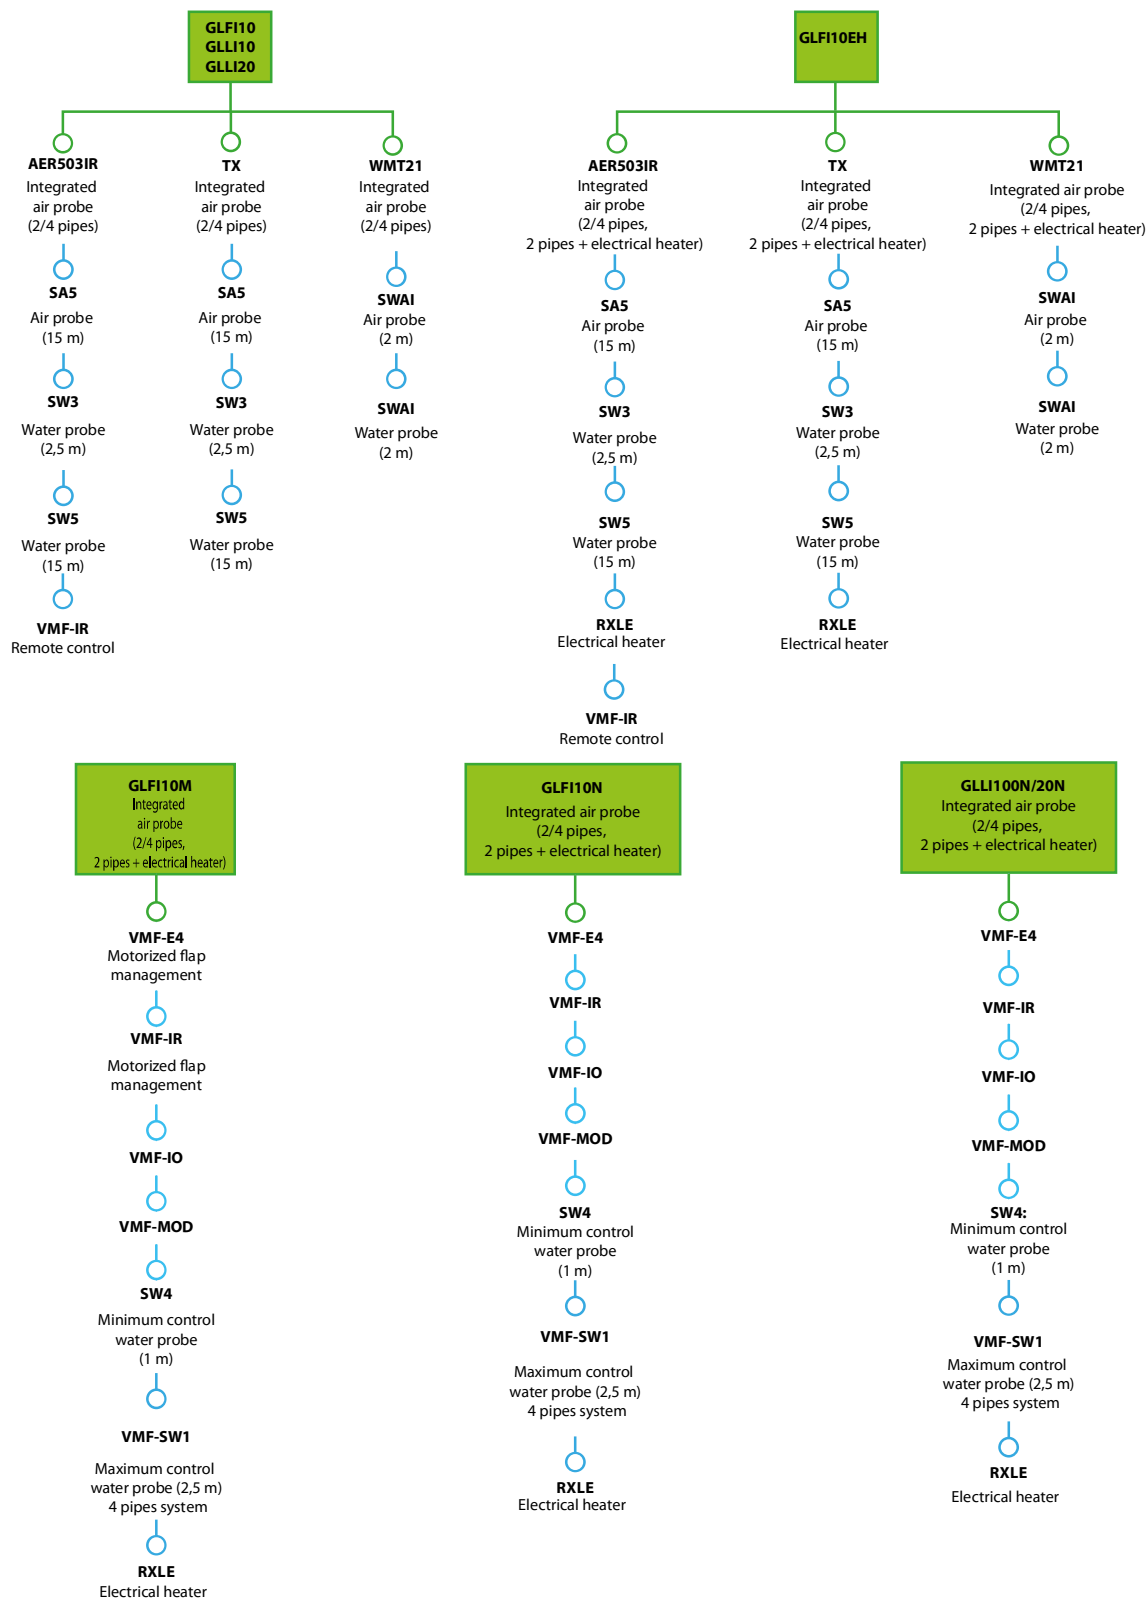 GLFI10
GLLI10
GLLI20
AER503IR
Integrated
air probe
(2/4 pipes)
SA5
Air probe
(15 m)
SW3
Water probe
(2,5 m)
SW5
Water probe
(15 m)
VMF-IR
Remote control
TX
Integrated
air probe
(2/4 pipes)
SA5
Air probe
(15 m)
SW3
Water probe
(2,5 m)
SW5
Water probe
(15 m)
WMT21
Integrated
air probe
(2/4 pipes)
SWAI
Air probe
(2 m)
SWAI
Water probe
(2 m)
GLFI10EH
AER503IR
Integrated
air probe
(2/4 pipes,
2 pipes + electrical heater)
SA5
Air probe
(15 m)
SW3
Water probe
(2,5 m)
SW5
Water probe
(15 m)
RXLE
Electrical heater
VMF-IR
Remote control
TX
Integrated
air probe
(2/4 pipes,
2 pipes + electrical heater)
SA5
Air probe
(15 m)
SW3
Water probe
(2,5 m)
SW5
Water probe
(15 m)
RXLE
Electrical heater
WMT21
Integrated air probe
(2/4 pipes,
2 pipes + electrical heater)
SWAI
Air probe
(2 m)
SWAI
Water probe
(2 m)
GLFI10M
Integrated
air probe
(2/4 pipes,
2 pipes + electrical heater)
VMF-E4
Motorized flap
management
VMF-IR
Motorized flap
management
VMF-IO
VMF-MOD
SW4
Minimum control
water probe
(1 m)
VMF-SW1
Maximum control
water probe (2,5 m)
4 pipes system
RXLE
Electrical heater
GLFI10N
Integrated air probe
(2/4 pipes,
2 pipes + electrical heater)
VMF-E4
VMF-IR
VMF-IO
VMF-MOD
SW4
Minimum control
water probe
(1 m)
VMF-SW1
Maximum control
water probe (2,5 m)
4 pipes system
RXLE
Electrical heater
GLLI100N/20N
Integrated air probe
(2/4 pipes,
2 pipes + electrical heater)
VMF-E4
VMF-IR
VMF-IO
VMF-MOD
SW4:
Minimum control
water probe
(1 m)
VMF-SW1
Maximum control
water probe (2,5 m)
4 pipes system
RXLE
Electrical heater